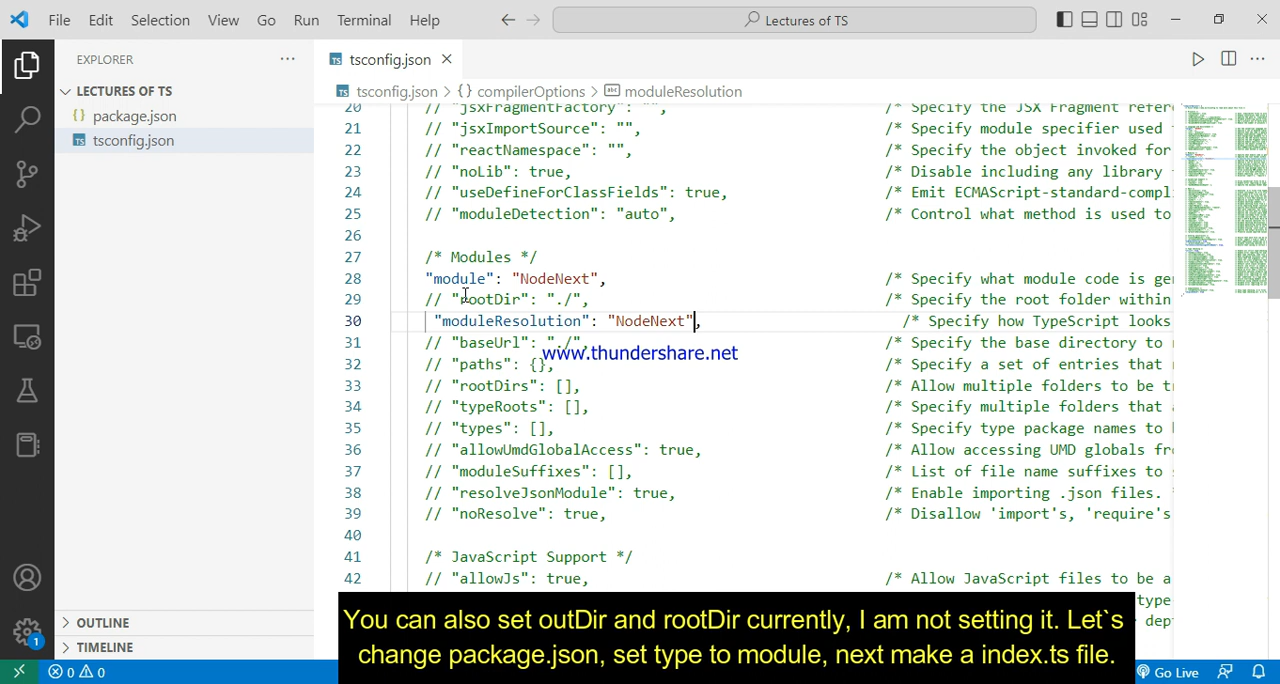 File Edit Selection View Go Run Terminal Help Lectures of TS
EXPLORER
LECTURES OF TS
package.json
tsconfig.json
OUTLINE
TIMELINE
tsconfig.json
tsconfig.json > {} compilerOptions > moduleResolution
20 // "jsxFragmentFactory": "", /* Specify the JSX Fragment refer
21 // "jsxImportSource": "", /* Specify module specifier used
22 // "reactNamespace": "", /* Specify the object invoked for
23 // "noLib": true, /* Disable including any library
24 // "useDefineForClassFields": true, /* Emit ECMAScript-standard-compl
25 // "moduleDetection": "auto", /* Control what method is used to
26
27 /* Modules */
28 "module": "NodeNext", /* Specify what module code is gen
29 // "rootDir": "./", /* Specify the root folder within
30 "moduleResolution": "NodeNext", /* Specify how TypeScript looks
31 // "baseUrl": "./", /* Specify the base directory to
www.thundershare.net
32 // "paths": {}, /* Specify a set of entries that
33 // "rootDirs": [], /* Allow multiple folders to be
34 // "typeRoots": [], /* Specify multiple folders that
35 // "types": [], /* Specify type package names to
36 // "allowUmdGlobalAccess": true, /* Allow accessing UMD globals
37 // "moduleSuffixes": [], /* List of file name suffixes to
38 // "resolveJsonModule": true, /* Enable importing .json files.
39 // "noResolve": true, /* Disallow 'import's, 'require's
40
41 /* JavaScript Support */
42 // "allowJs": true, /* Allow JavaScript files to be a
You can also set outDir and rootDir currently, I am not setting it. Let`s
change package.json, set type to module, next make a index.ts file.
1
0 0 Go Live